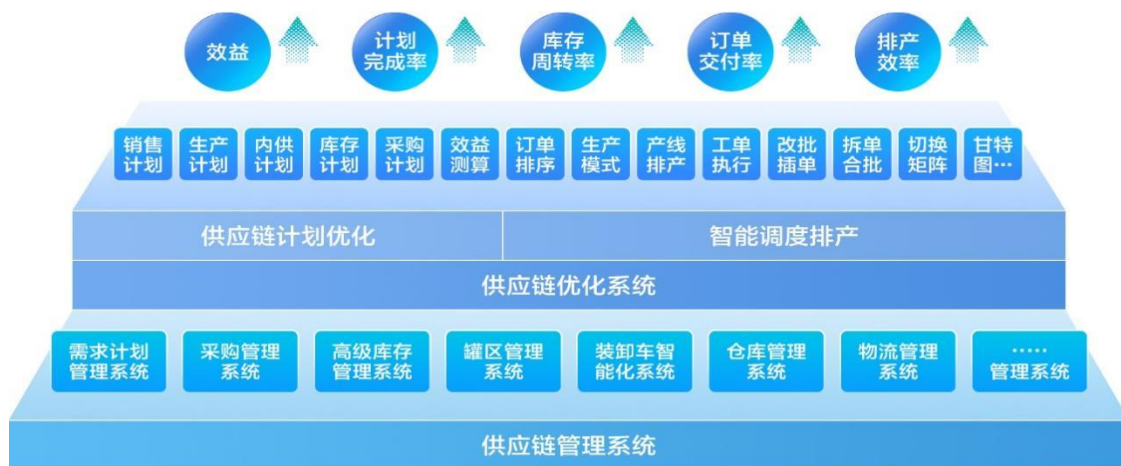 效益
计划
完成率
库存
周转率
订单
交付率
排产
效率
销售
计划
生产
计划
内供
计划
库存
计划
采购
计划
效益
测算
订单
排序
生产
模式
产线
排产
工单
执行
改批
插单
拆单
合批
切换
矩阵
甘特
图…
供应链计划优化
智能调度排产
供应链优化系统
需求计划
管理系统
采购管理
系统
高级库存
管理系统
罐区管理
系统
装卸车智
能化系统
仓库管理
系统
物流管理
系统
……
管理系统
供应链管理系统